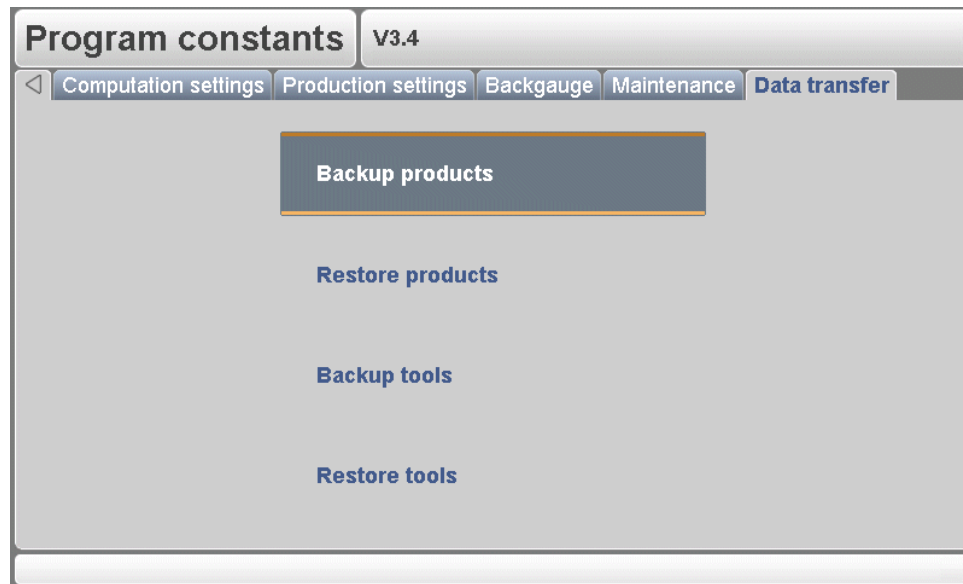 Program constants
V3.4
Computation settings Production settings Backgauge Maintenance Data transfer
Backup products
Restore products
Backup tools
Restore tools